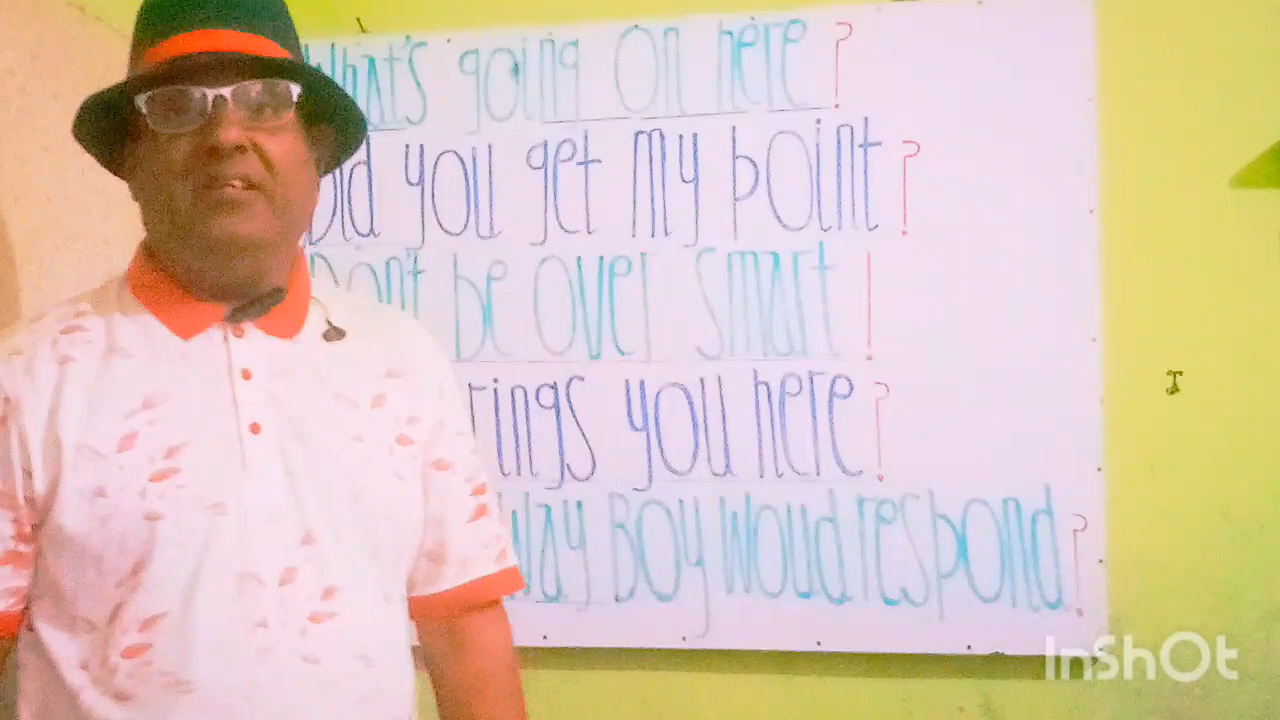 What's going on here?
Did you get my point?
Don't be over smart!
rings you here?
way Boy woud respond?
InShOt